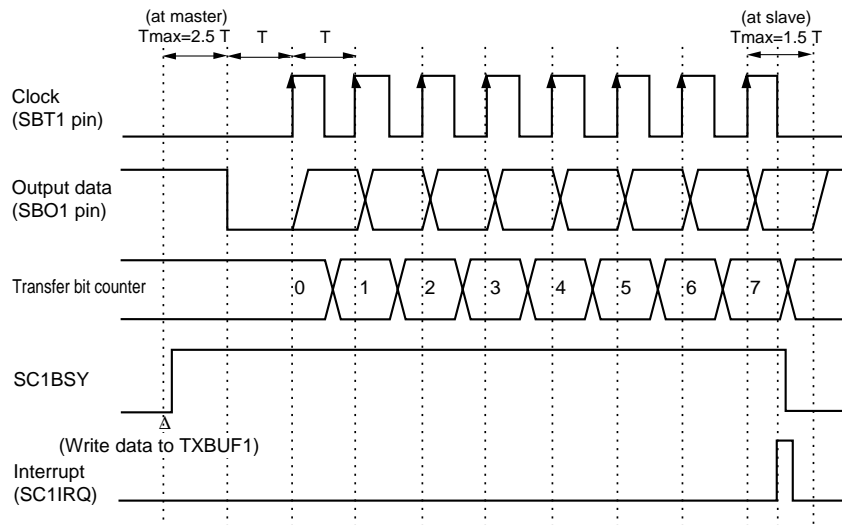 (at master)
Tmax=2.5 T
T
T
(at slave)
Tmax=1.5 T
Clock
(SBT1 pin)
Output data
(SBO1 pin)
Transfer bit counter
0 1 2 3 4 5 6 7
SC1BSY
(Write data to TXBUF1)
Interrupt
(SC1IRQ)